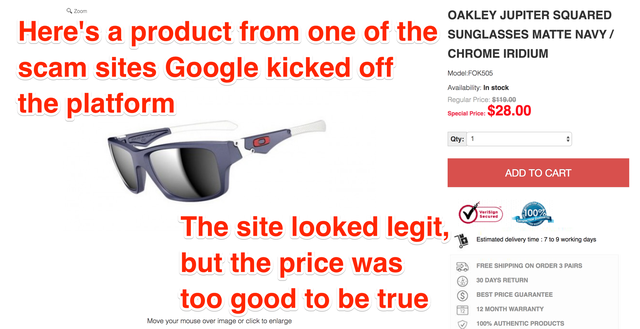 Zoom
Here's a product from one of the
scam sites Google kicked off
the platform
The site looked legit,
but the price was
too good to be true
Move your mouse over image or click to enlarge
OAKLEY JUPITER SQUARED
SUNGLASSES MATTE NAVY /
CHROME IRIDIUM
Model:FOK505
Availability: In stock
Regular Price: $119.00
Special Price: $28.00
Qty: 1
ADD TO CART
VeriSign
Secured
100%
Estimated delivery time : 7 to 9 working days
FREE SHIPPING ON ORDER 3 PAIRS
30 DAYS RETURN
BEST PRICE GUARANTEE
12 MONTH WARRANTY
100% AUTHENTIC PRODUCTS